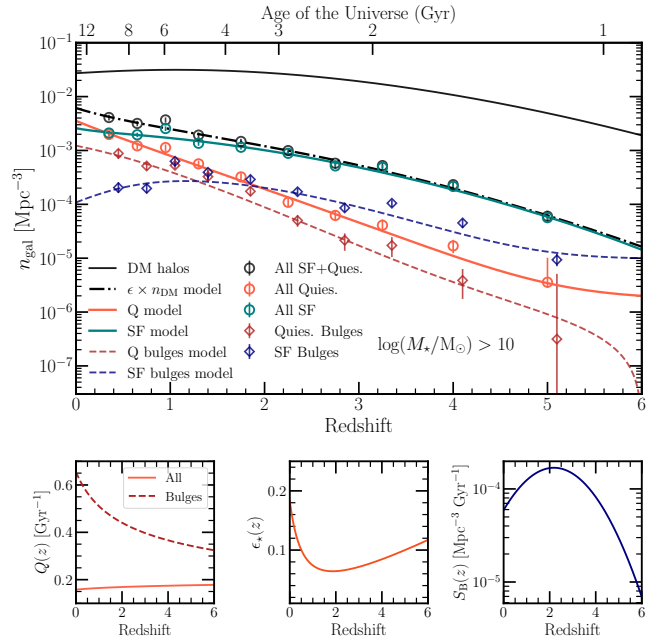 Age of the Universe (Gyr)
12 8 6 4 3 2 1
10⁻¹
10⁻²
10⁻³
10⁻⁴
10⁻⁵
10⁻⁶
10⁻⁷
n_gal [Mpc⁻³]
DM halos
ϵ × n_DM model
Q model
SF model
Q bulges model
SF bulges model
All SF+Ques.
All Quies.
All SF
Quies. Bulges
SF Bulges
log(M⋆/M⊙) > 10
0 1 2 3 4 5 6
Redshift
Q(z) [Gyr⁻¹]
0.6
0.4
0.2
All
Bulges
0 2 4 6
Redshift
ϵ⋆(z)
0.2
0.1
0 2 4 6
Redshift
S_B(z) [Mpc⁻³ Gyr⁻¹]
10⁻⁴
10⁻⁵
0 2 4 6
Redshift